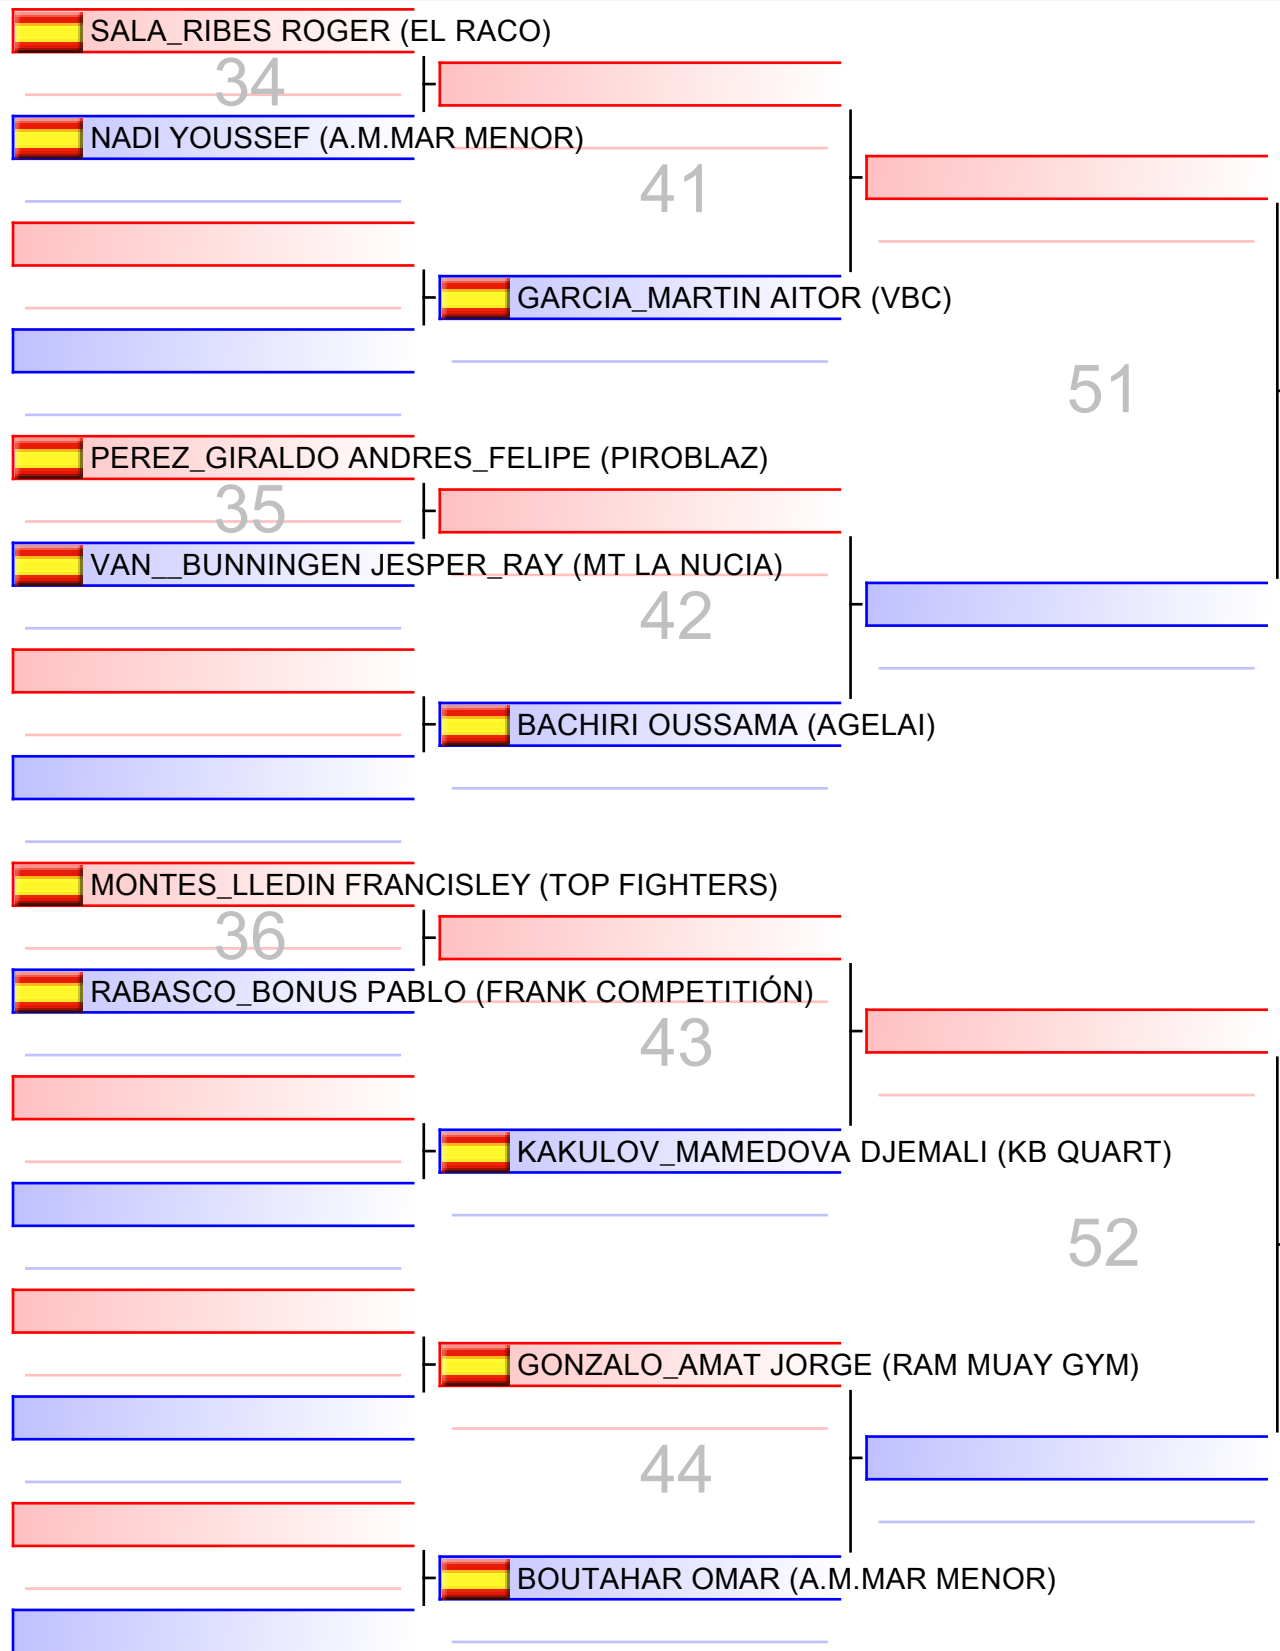 SALA_RIBES ROGER (EL RACO)
34
NADI YOUSSEF (A.M.MAR MENOR)
41
GARCIA_MARTIN AITOR (VBC)
51
PEREZ_GIRALDO ANDRES_FELIPE (PIROBLAZ)
35
VAN__BUNNINGEN JESPER_RAY (MT LA NUCIA)
42
BACHIRI OUSSAMA (AGELAI)
MONTES_LLEDIN FRANCISLEY (TOP FIGHTERS)
36
RABASCO_BONUS PABLO (FRANK COMPETITIÓN)
43
KAKULOV_MAMEDOVA DJEMALI (KB QUART)
52
GONZALO_AMAT JORGE (RAM MUAY GYM)
44
BOUTAHAR OMAR (A.M.MAR MENOR)